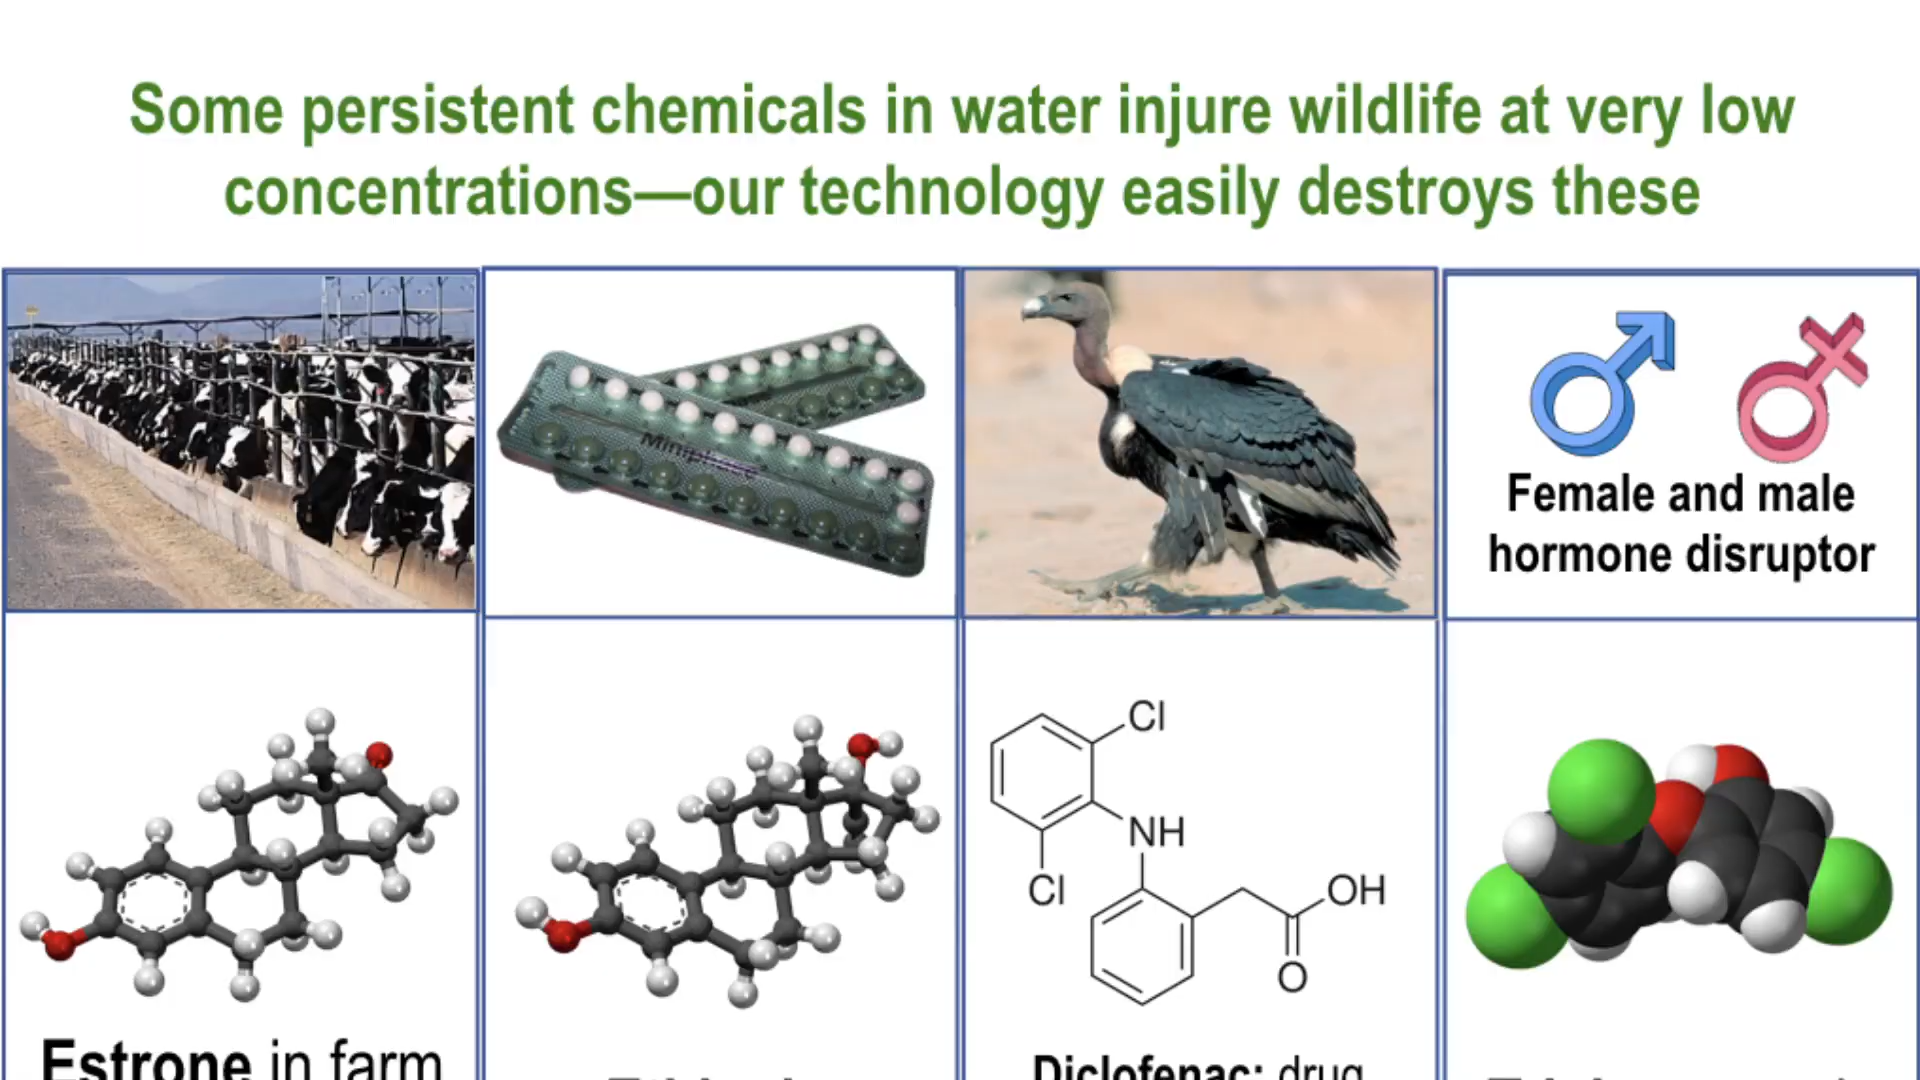 Some persistent chemicals in water injure wildlife at very low
concentrations—our technology easily destroys these
Miniphase
Female and male
hormone disruptor
Cl
NH
Cl
OH
O
Estrone in farm
Diclofenac: drug